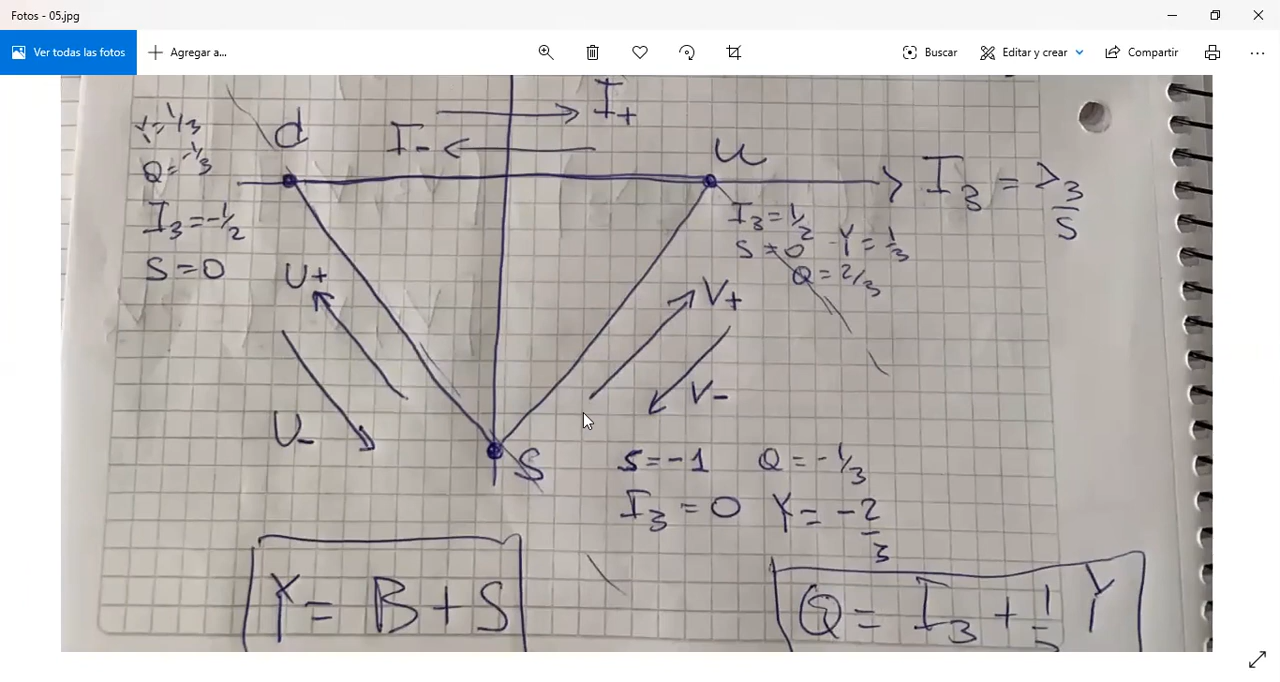 Fotos - 05.jpg
Ver todas las fotos
Agregar a...
Buscar
Editar y crear
Compartir
I+
I-
d
u
Y=1/3
Q=-1/3
I3=-1/2
S=0
I3 = λ3/S
I3=1/2
S=0 Y=1/3
Q=2/3
U+
U-
V+
V-
S
S=-1 Q=-1/3
I3=0 Y=-2/3
Y= B+S
Q= I3 + 1/2 Y